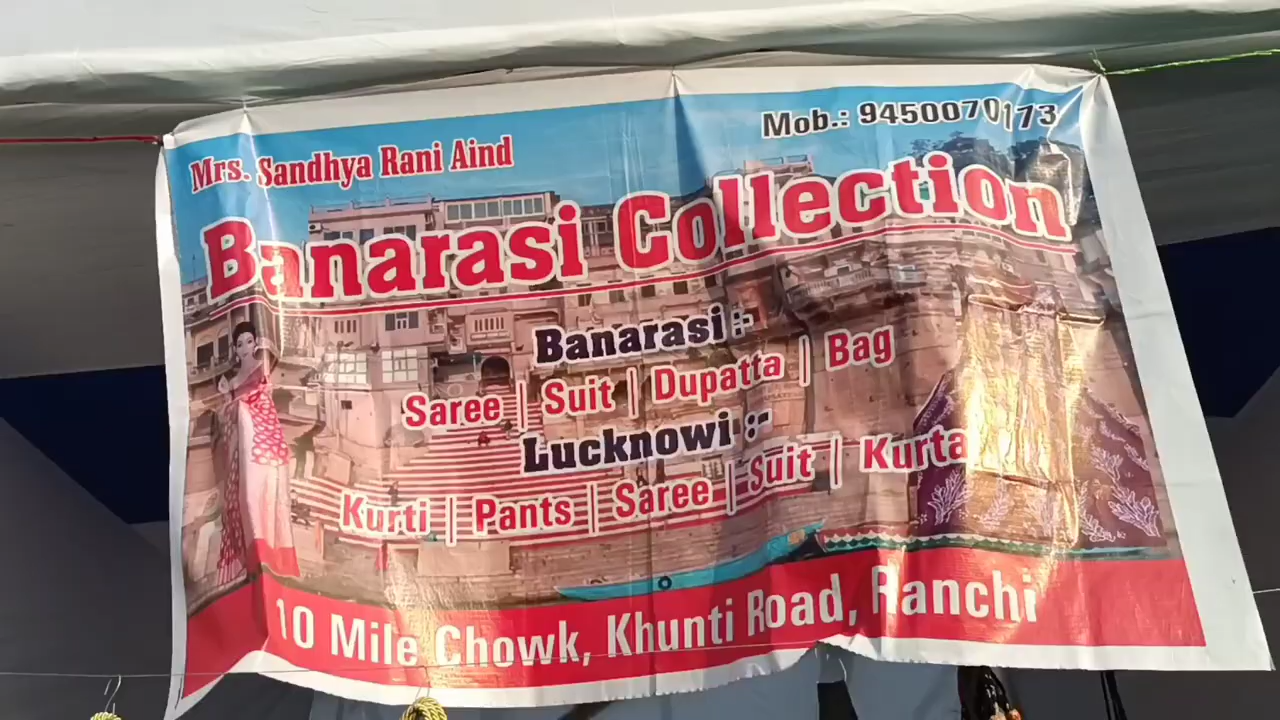 Mob.: 9450070173
Mrs. Sandhya Rani Aind
Banarasi Collection
Banarasi :-
Saree | Suit | Dupatta | Bag
Lucknowi :-
Kurti | Pants | Saree | Suit | Kurta
10 Mile Chowk, Khunti Road, Ranchi